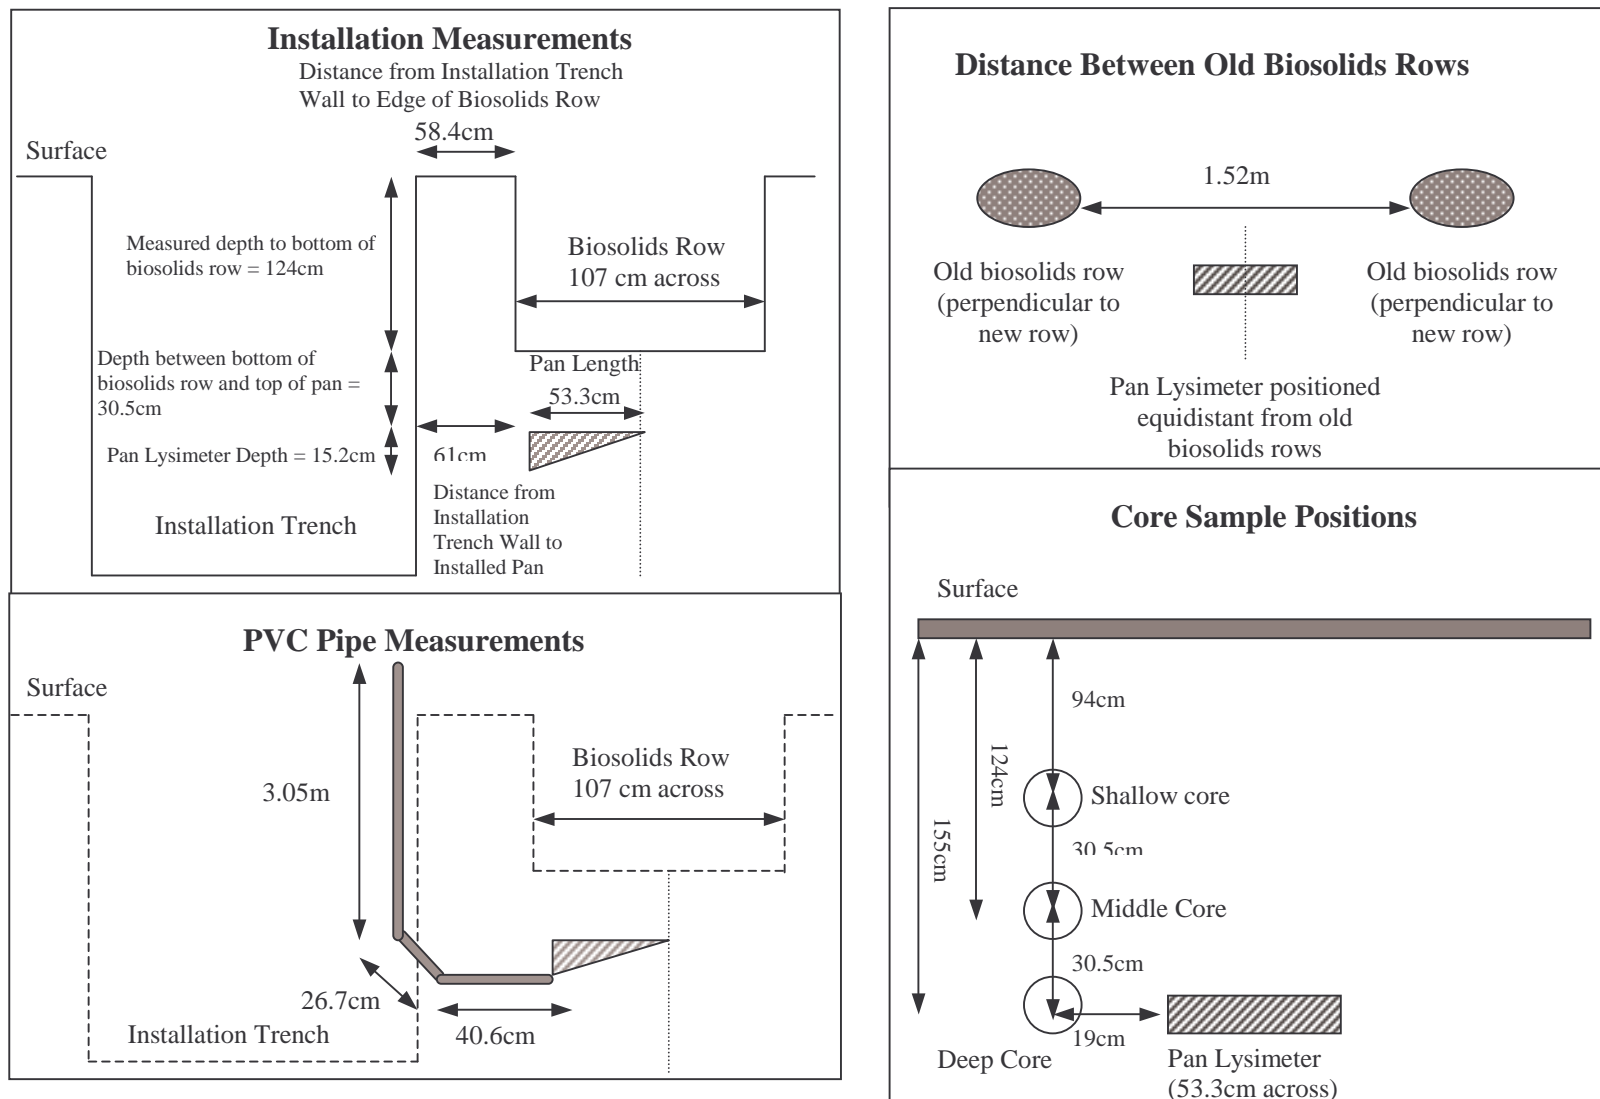 Installation Measurements
Distance from Installation Trench
Wall to Edge of Biosolids Row
58.4cm
Surface
Measured depth to bottom of
biosolids row = 124cm
Biosolids Row
107 cm across
Depth between bottom of
biosolids row and top of pan =
30.5cm
Pan Length
53.3cm
Pan Lysimeter Depth = 15.2cm
61cm
Distance from
Installation
Trench Wall to
Installed Pan
Installation Trench
PVC Pipe Measurements
Surface
Biosolids Row
107 cm across
3.05m
26.7cm
40.6cm
Installation Trench
Distance Between Old Biosolids Rows
1.52m
Old biosolids row
(perpendicular to
new row)
Old biosolids row
(perpendicular to
new row)
Pan Lysimeter positioned
equidistant from old
biosolids rows
Core Sample Positions
Surface
94cm
124cm
155cm
Shallow core
30.5cm
Middle Core
30.5cm
19cm
Deep Core
Pan Lysimeter
(53.3cm across)